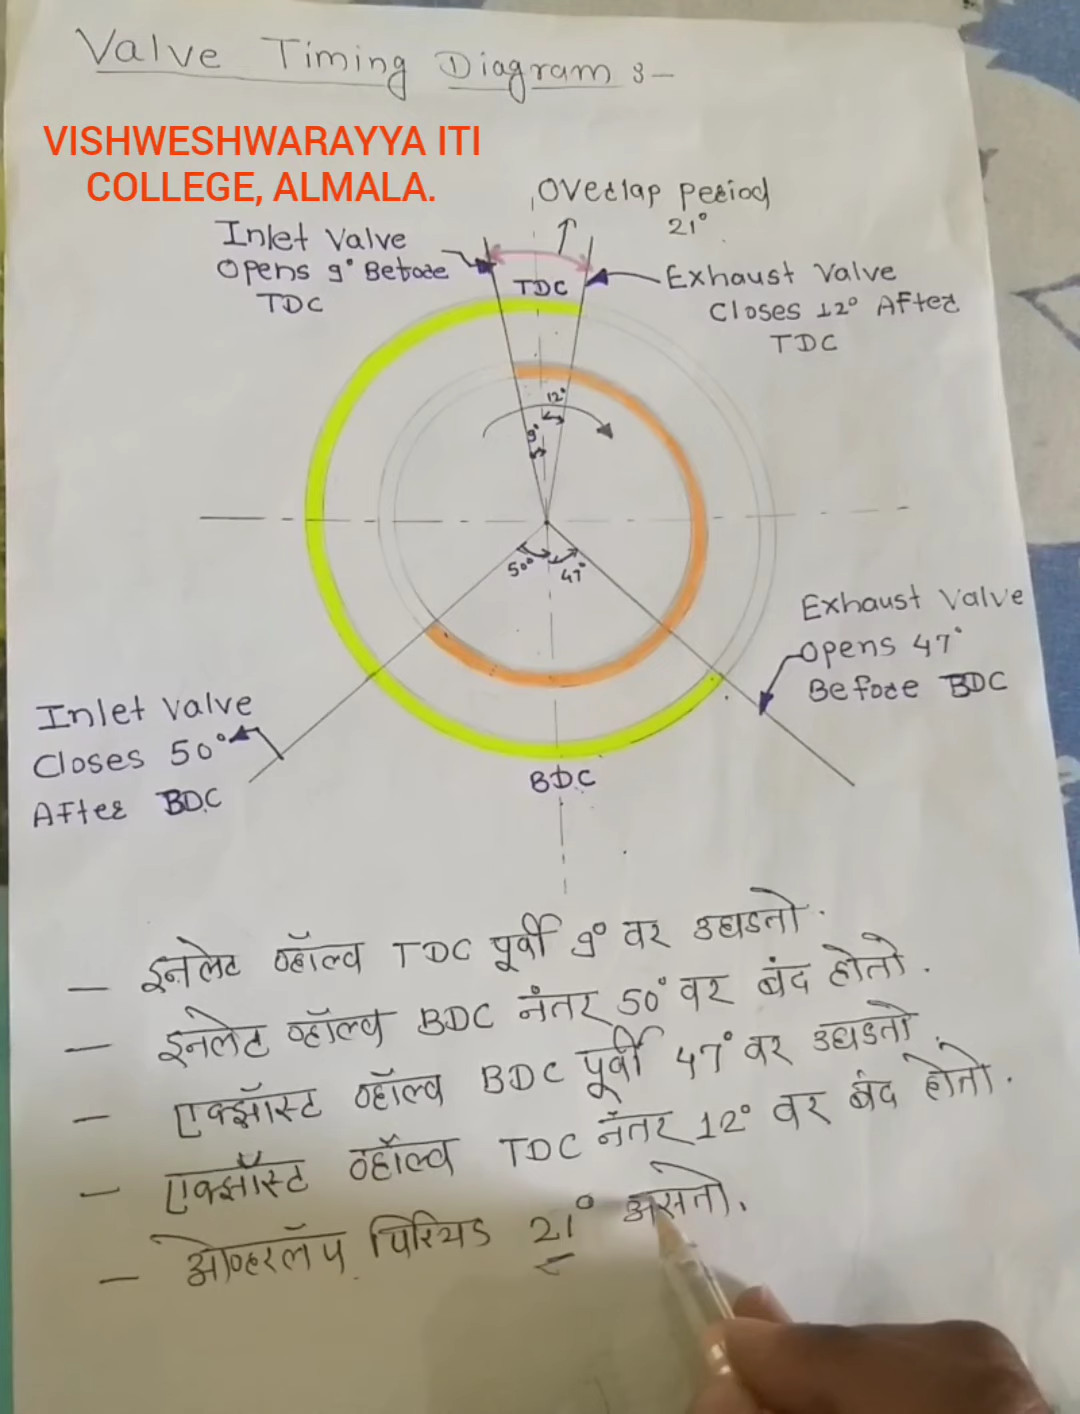 Valve Timing Diagram :-
VISHWESHWARAYYA ITI
COLLEGE, ALMALA.
Overlap period
21°
Inlet Valve
Opens 9° Before
TDC
TDC
Exhaust Valve
Closes 12° After
TDC
12°
9°
50°
47°
Exhaust Valve
Opens 47°
Before BDC
Inlet Valve
Closes 50°
After BDC
BDC
– इनलेट व्हॉल्व TDC पूर्वी 9° वर उघडतो.
– इनलेट व्हॉल्व BDC नंतर 50° वर बंद होतो.
– एक्झॉस्ट व्हॉल्व BDC पूर्वी 47° वर उघडतो.
– एक्झॉस्ट व्हॉल्व TDC नंतर 12° वर बंद होतो.
– ओव्हरलॅप पिरियड 21° असतो.